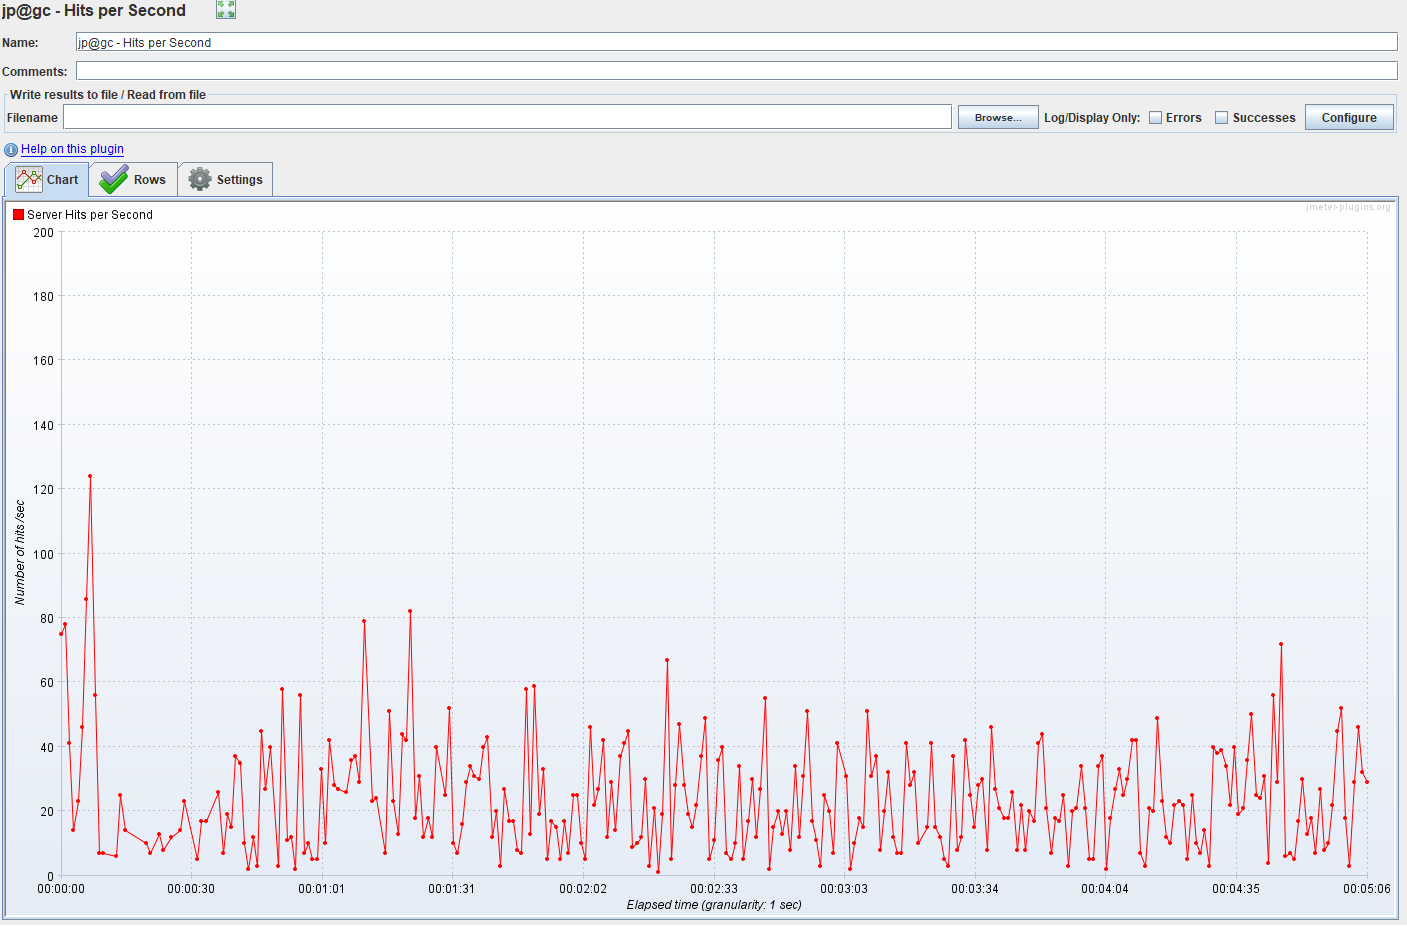 jp@gc - Hits per Second
Name: jp@gc - Hits per Second
Comments:
Write results to file / Read from file
Filename Browse... Log/Display Only: Errors Successes Configure
Help on this plugin
Chart Rows Settings
jmeter-plugins.org
Server Hits per Second
200
180
160
140
120
100
80
60
40
20
0
Number of hits /sec
00:00:00 00:00:30 00:01:01 00:01:31 00:02:02 00:02:33 00:03:03 00:03:34 00:04:04 00:04:35 00:05:06
Elapsed time (granularity: 1 sec)